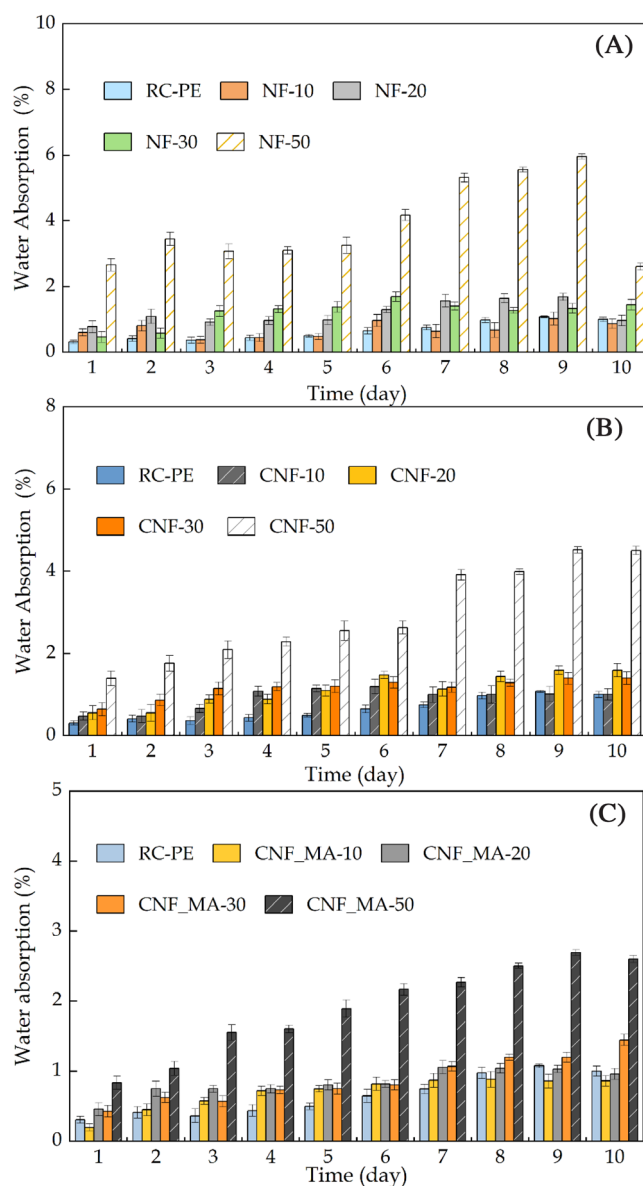 (A)
10
8
6
4
2
0
Water Absorption (%)
RC-PE NF-10 NF-20
NF-30 NF-50
1 2 3 4 5 6 7 8 9 10
Time (day)
(B)
8
6
4
2
0
Water Absorption (%)
RC-PE CNF-10 CNF-20
CNF-30 CNF-50
1 2 3 4 5 6 7 8 9 10
Time (day)
(C)
5
4
3
2
1
0
Water absorption (%)
RC-PE CNF_MA-10 CNF_MA-20
CNF_MA-30 CNF_MA-50
1 2 3 4 5 6 7 8 9 10
Time (day)